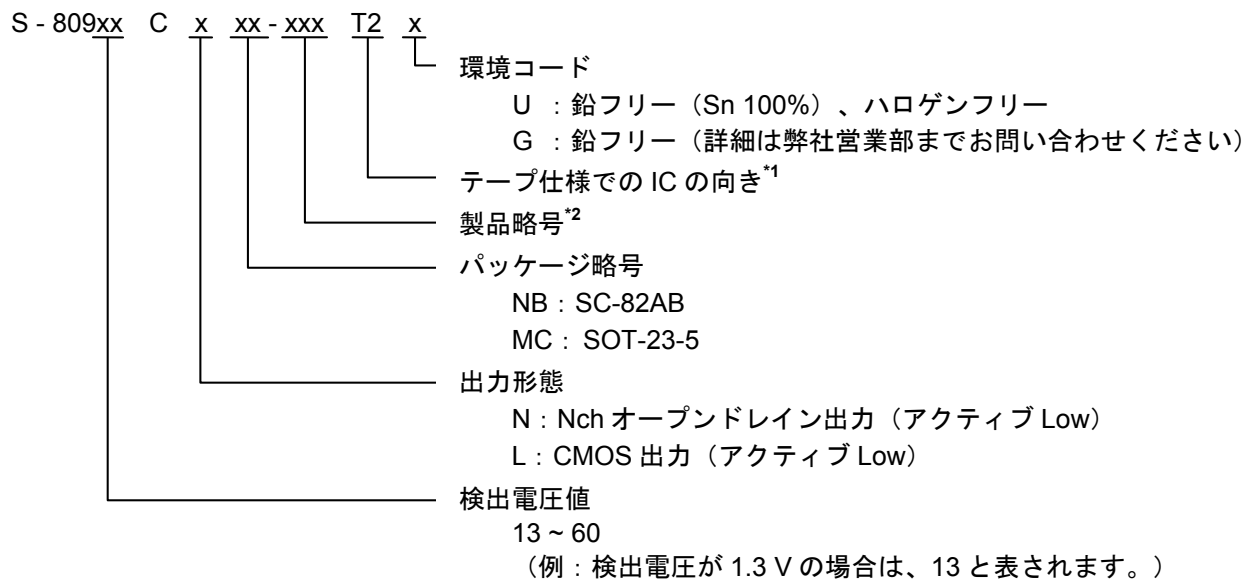 S - 809xx C x xx - xxx T2 x
環境コード
U ：鉛フリー（Sn 100%）、ハロゲンフリー
G ：鉛フリー（詳細は弊社営業部までお問い合わせください）
テープ仕様での IC の向き*1
製品略号*2
パッケージ略号
NB：SC-82AB
MC：SOT-23-5
出力形態
N：Nch オープンドレイン出力（アクティブ Low）
L：CMOS 出力（アクティブ Low）
検出電圧値
13 ~ 60
（例：検出電圧が 1.3 V の場合は、13 と表されます。）